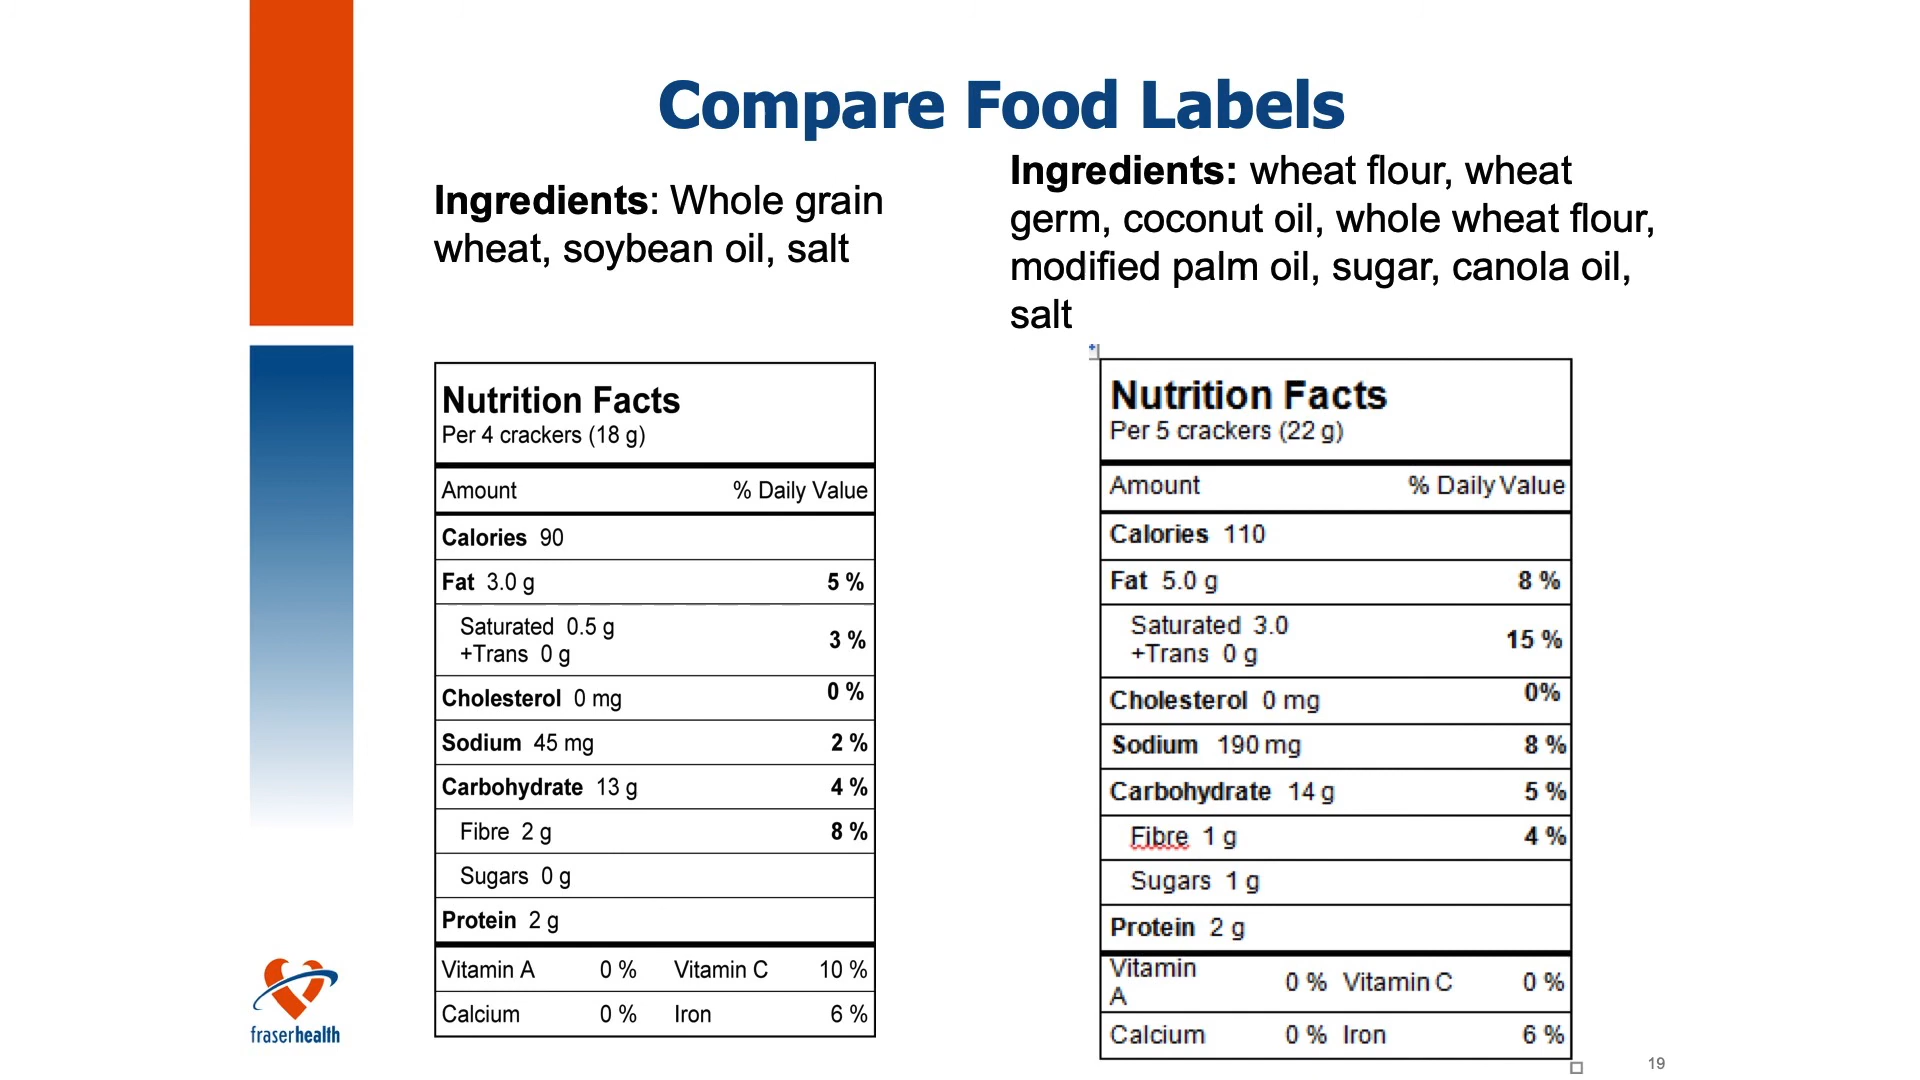 Compare Food Labels
Ingredients: Whole grain
wheat, soybean oil, salt
Nutrition Facts
Per 4 crackers (18 g)
Amount % Daily Value
Calories 90
Fat 3.0 g 5 %
Saturated 0.5 g
+Trans 0 g
3 %
Cholesterol 0 mg 0 %
Sodium 45 mg 2 %
Carbohydrate 13 g 4 %
Fibre 2 g 8 %
Sugars 0 g
Protein 2 g
Vitamin A 0 % Vitamin C 10 %
Calcium 0 % Iron 6 %
Ingredients: wheat flour, wheat
germ, coconut oil, whole wheat flour,
modified palm oil, sugar, canola oil,
salt
Nutrition Facts
Per 5 crackers (22 g)
Amount % Daily Value
Calories 110
Fat 5.0 g 8 %
Saturated 3.0
+Trans 0 g
15 %
Cholesterol 0 mg 0%
Sodium 190 mg 8 %
Carbohydrate 14 g 5 %
Fibre 1 g 4 %
Sugars 1 g
Protein 2 g
Vitamin
A
0 % Vitamin C 0 %
Calcium 0 % Iron 6 %
fraserhealth
19